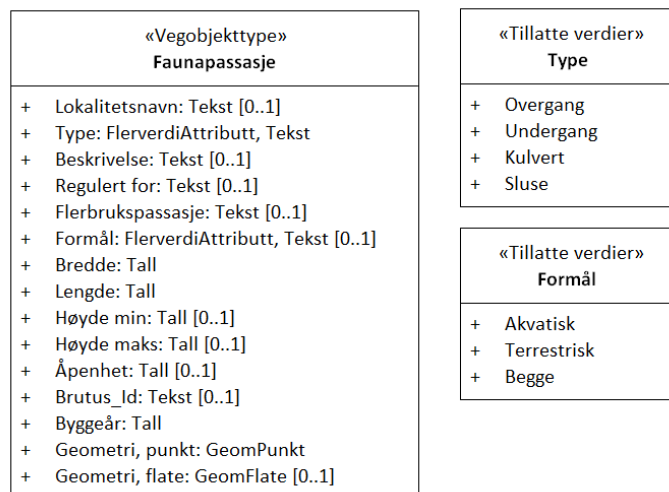 «Vegobjekttype»
Faunapassasje
+ Lokalitetsnavn: Tekst [0..1]
+ Type: FlerverdiAttributt, Tekst
+ Beskrivelse: Tekst [0..1]
+ Regulert for: Tekst [0..1]
+ Flerbrukspassasje: Tekst [0..1]
+ Formål: FlerverdiAttributt, Tekst [0..1]
+ Bredde: Tall
+ Lengde: Tall
+ Høyde min: Tall [0..1]
+ Høyde maks: Tall [0..1]
+ Åpenhet: Tall [0..1]
+ Brutus_Id: Tekst [0..1]
+ Byggeår: Tall
+ Geometri, punkt: GeomPunkt
+ Geometri, flate: GeomFlate [0..1]
«Tillatte verdier»
Type
+ Overgang
+ Undergang
+ Kulvert
+ Sluse
«Tillatte verdier»
Formål
+ Akvatisk
+ Terrestrisk
+ Begge